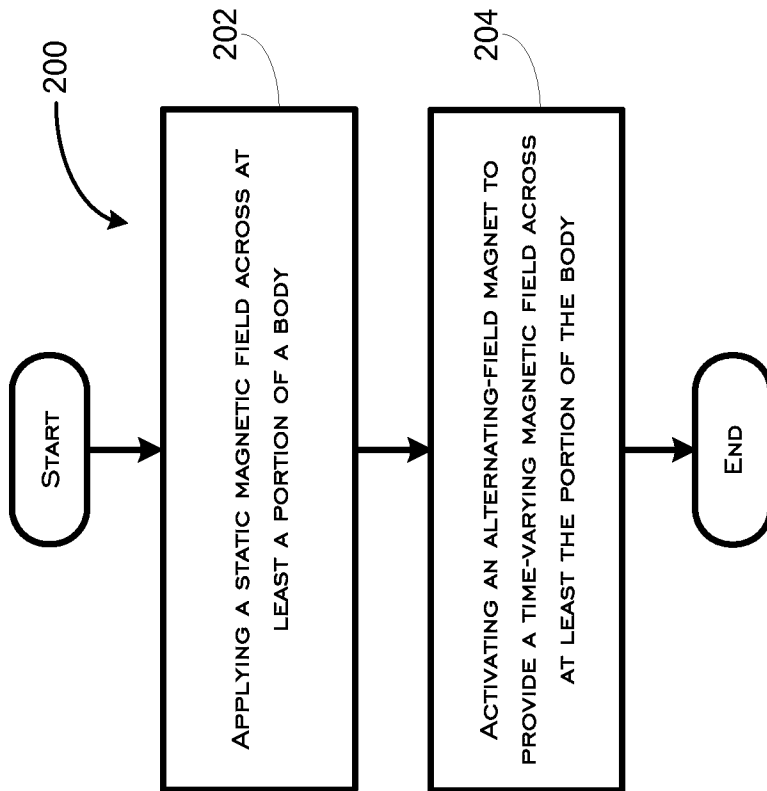 200
START
202
APPLYING A STATIC MAGNETIC FIELD ACROSS AT
LEAST A PORTION OF A BODY
204
ACTIVATING AN ALTERNATING-FIELD MAGNET TO
PROVIDE A TIME-VARYING MAGNETIC FIELD ACROSS
AT LEAST THE PORTION OF THE BODY
END